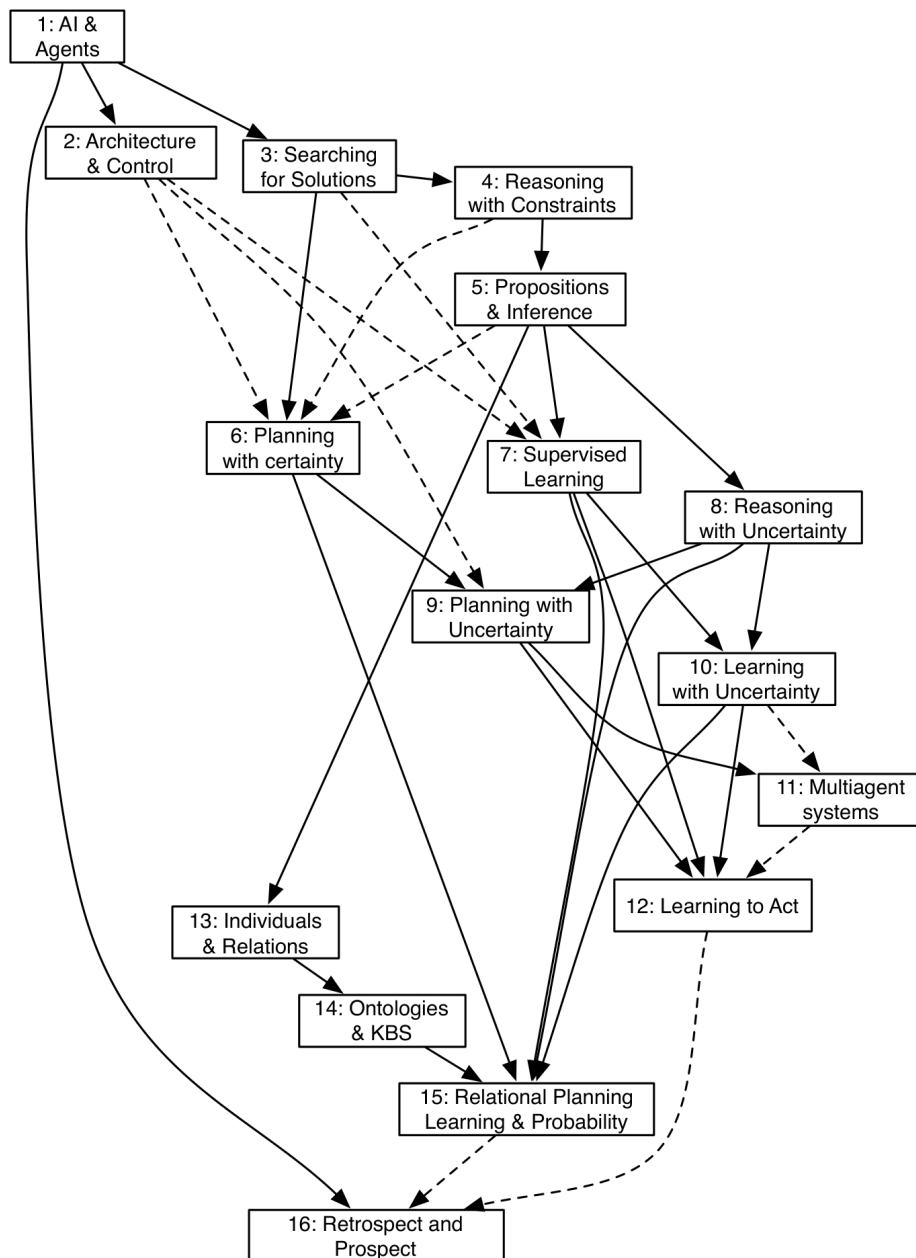 1: AI &
Agents
2: Architecture
& Control
3: Searching
for Solutions
4: Reasoning
with Constraints
5: Propositions
& Inference
6: Planning
with certainty
7: Supervised
Learning
8: Reasoning
with Uncertainty
9: Planning with
Uncertainty
10: Learning
with Uncertainty
11: Multiagent
systems
12: Learning to Act
13: Individuals
& Relations
14: Ontologies
& KBS
15: Relational Planning
Learning & Probability
16: Retrospect and
Prospect